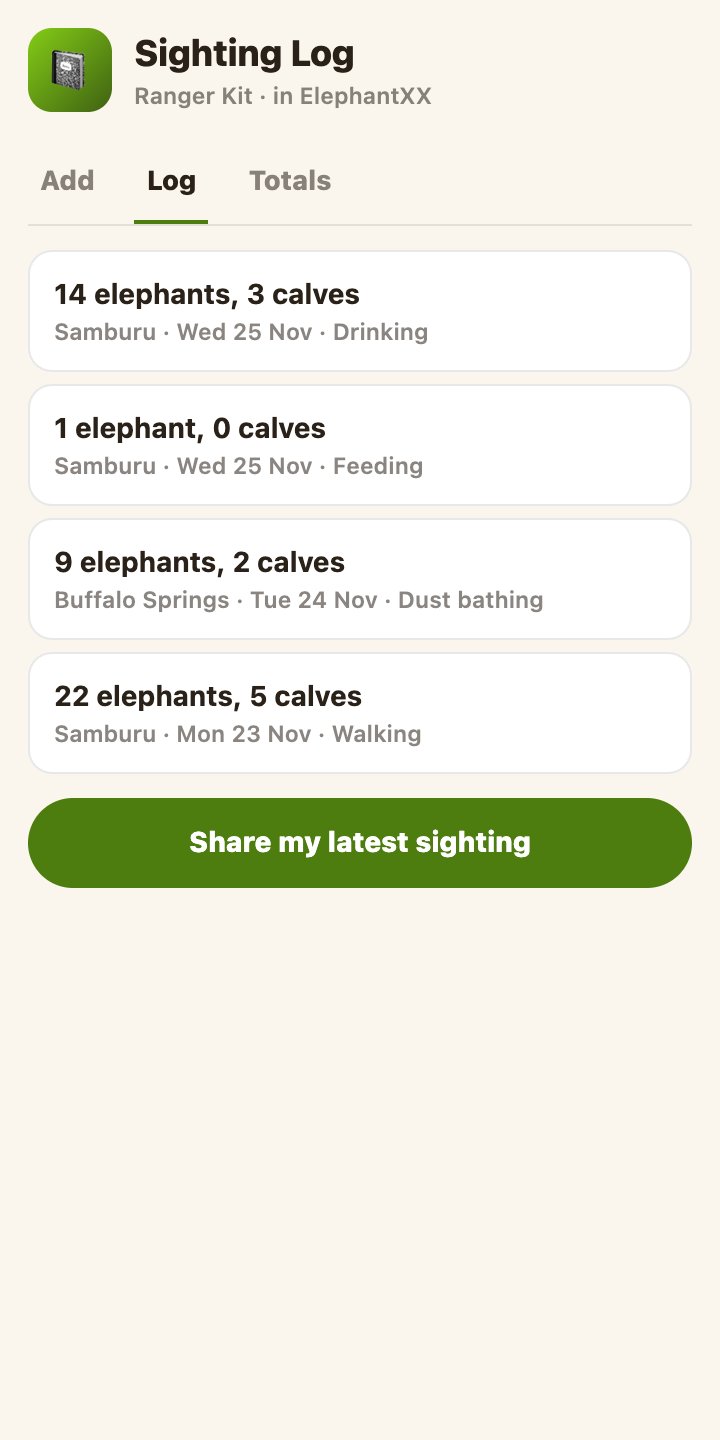 Sighting Log
Ranger Kit · in ElephantXX
Add Log Totals
14 elephants, 3 calves
Samburu · Wed 25 Nov · Drinking
1 elephant, 0 calves
Samburu · Wed 25 Nov · Feeding
9 elephants, 2 calves
Buffalo Springs · Tue 24 Nov · Dust bathing
22 elephants, 5 calves
Samburu · Mon 23 Nov · Walking
Share my latest sighting